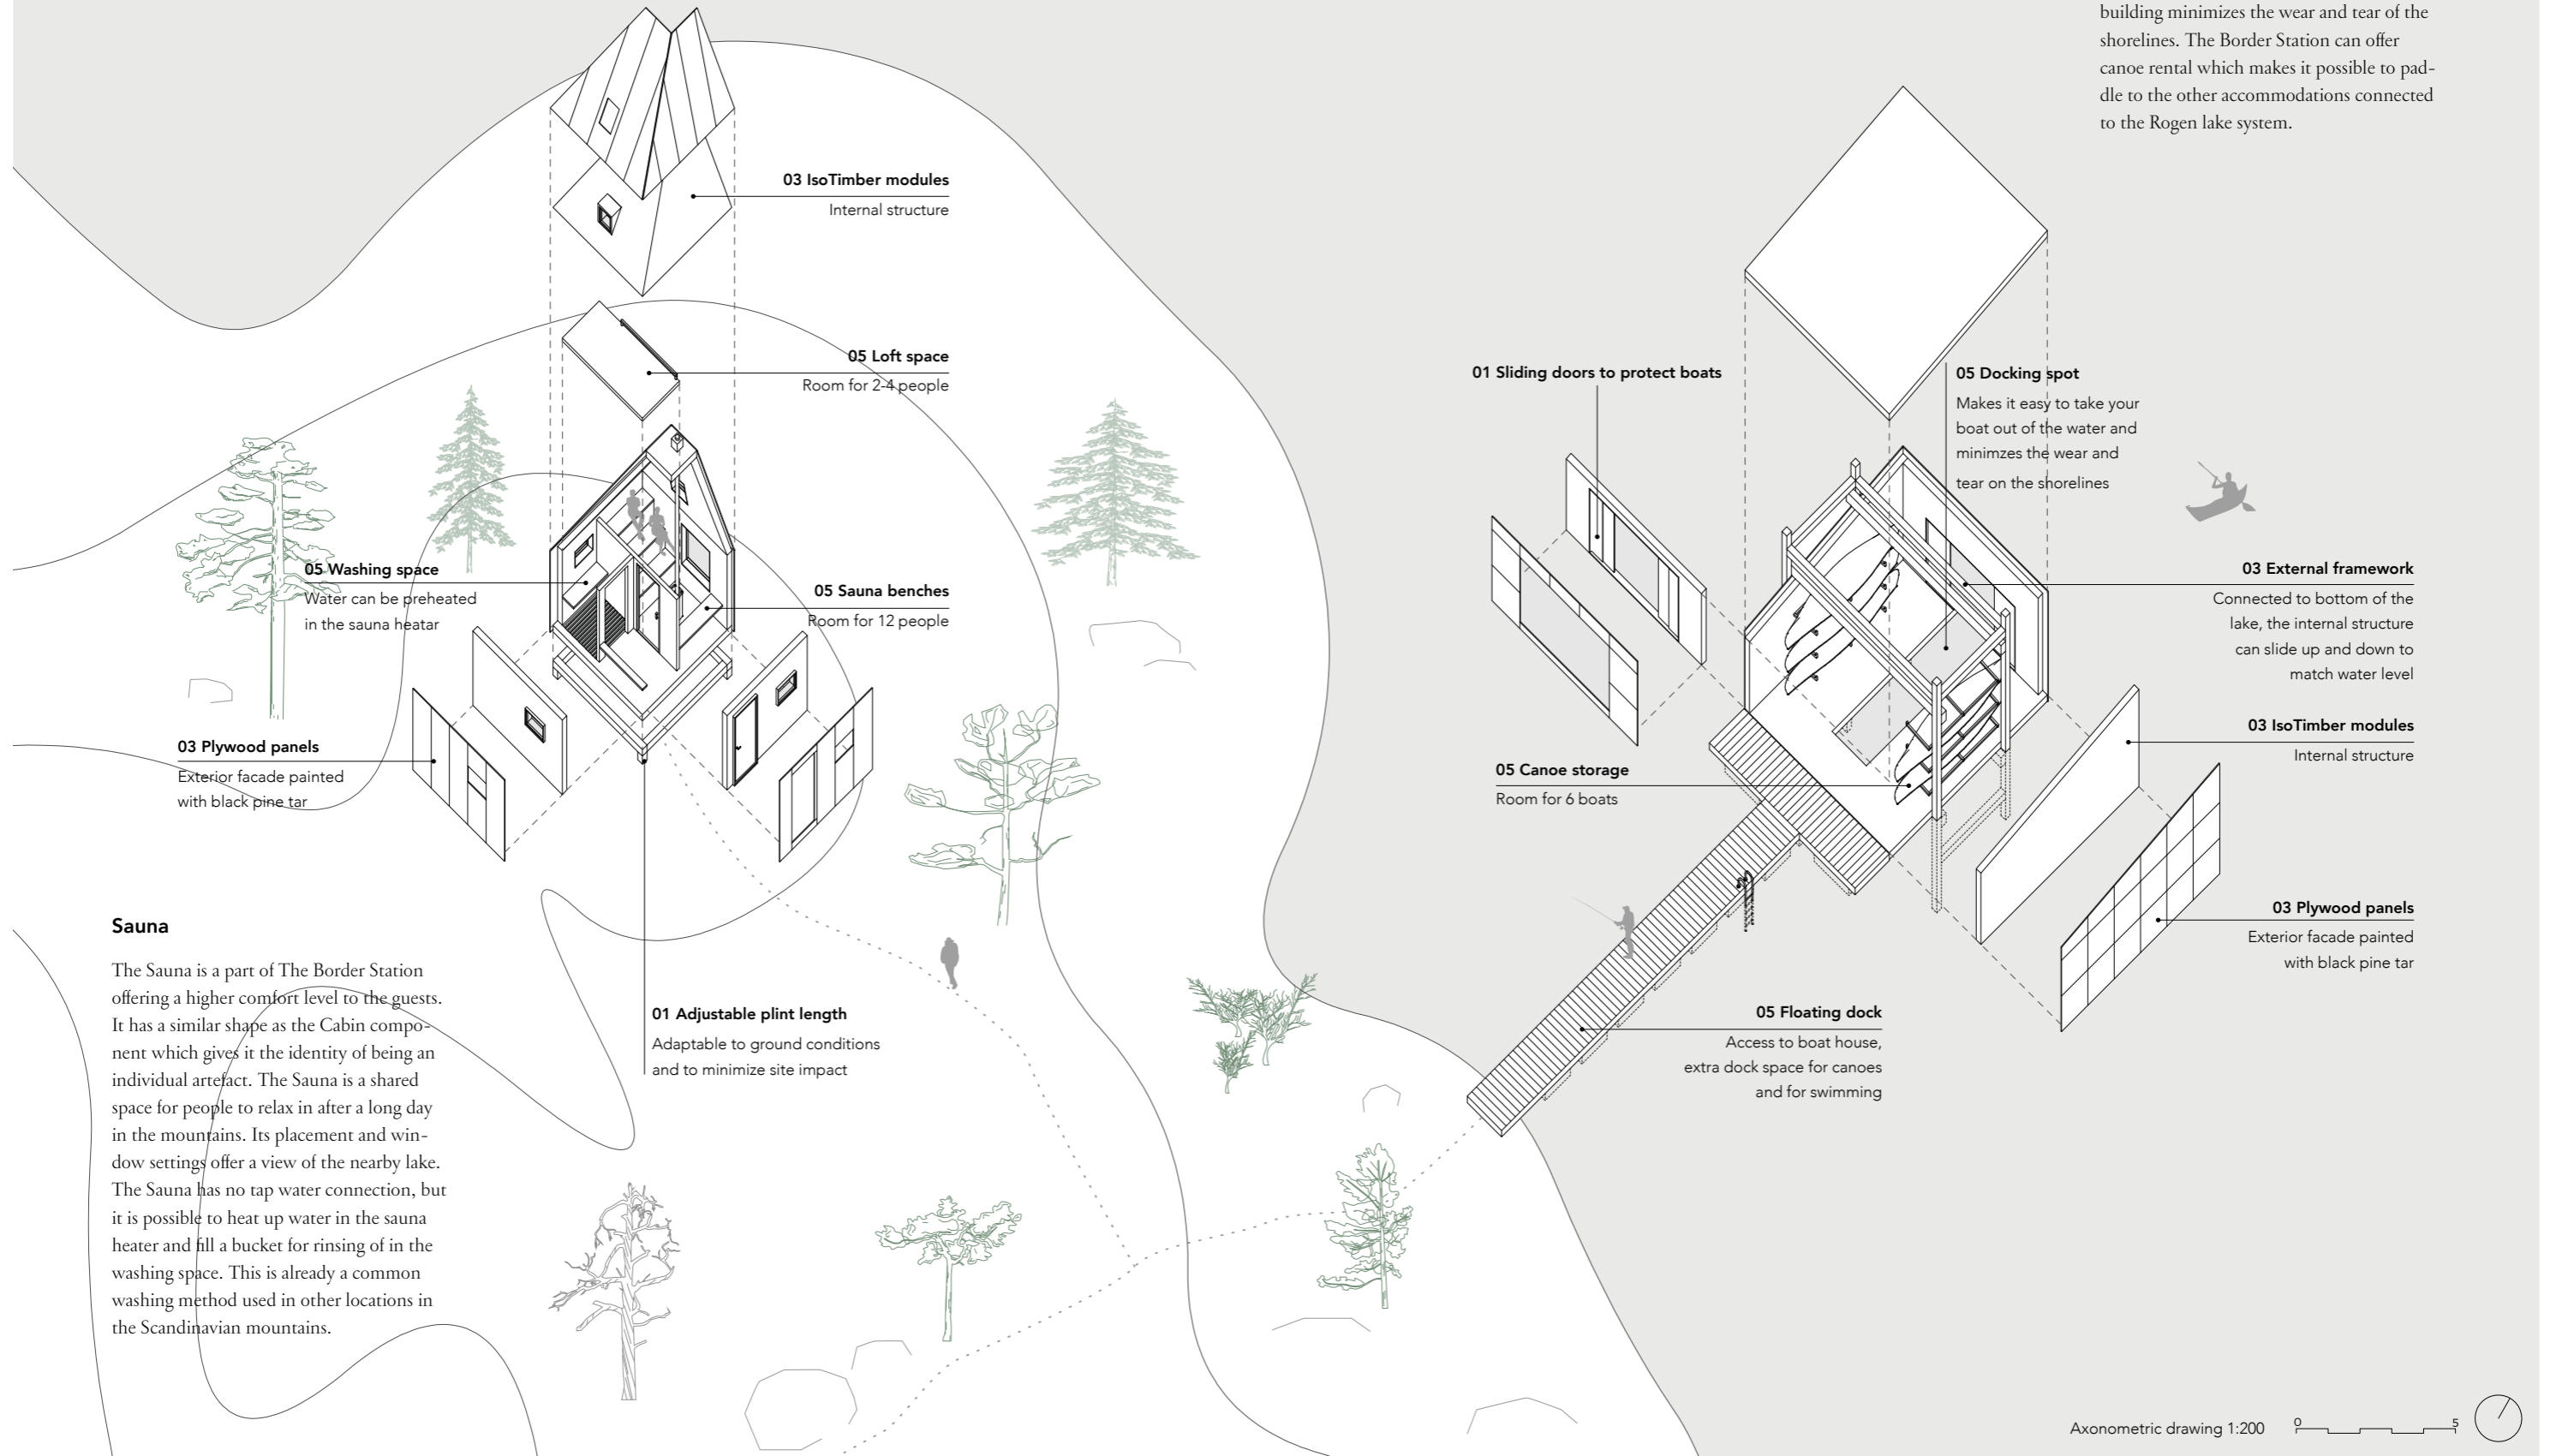 building minimizes the wear and tear of the
shorelines. The Border Station can offer
canoe rental which makes it possible to pad-
dle to the other accommodations connected
to the Rogen lake system.
03 IsoTimber modules
Internal structure
05 Loft space
Room for 2-4 people
05 Washing space
Water can be preheated
in the sauna heatar
05 Sauna benches
Room for 12 people
03 Plywood panels
Exterior facade painted
with black pine tar
01 Adjustable plint length
Adaptable to ground conditions
and to minimize site impact
Sauna
The Sauna is a part of The Border Station
offering a higher comfort level to the guests.
It has a similar shape as the Cabin compo-
nent which gives it the identity of being an
individual artefact. The Sauna is a shared
space for people to relax in after a long day
in the mountains. Its placement and win-
dow settings offer a view of the nearby lake.
The Sauna has no tap water connection, but
it is possible to heat up water in the sauna
heater and fill a bucket for rinsing of in the
washing space. This is already a common
washing method used in other locations in
the Scandinavian mountains.
01 Sliding doors to protect boats
05 Docking spot
Makes it easy to take your
boat out of the water and
minimzes the wear and
tear on the shorelines
03 External framework
Connected to bottom of the
lake, the internal structure
can slide up and down to
match water level
03 IsoTimber modules
Internal structure
05 Canoe storage
Room for 6 boats
03 Plywood panels
Exterior facade painted
with black pine tar
05 Floating dock
Access to boat house,
extra dock space for canoes
and for swimming
Axonometric drawing 1:200
0 5